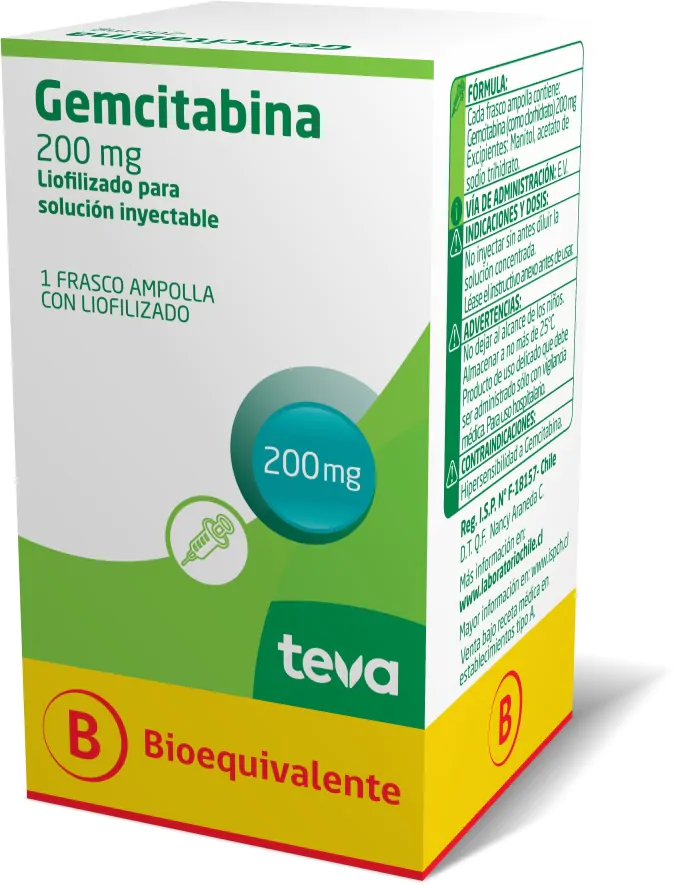 Gemcitabina
200 mg
Gemcitabina
200 mg
Liofilizado para
solución inyectable
1 FRASCO AMPOLLA
CON LIOFILIZADO
200mg
teva
B
Bioequivalente
FÓRMULA:
Cada frasco ampolla contiene:
Gemcitabina (como clorhidrato) 200 mg
Excipientes: Manitol, acetato de
sodio trihidrato.
VÍA DE ADMINISTRACIÓN: E.V.
INDICACIONES Y DOSIS:
No inyectar sin antes diluir la
solución concentrada.
Léase el instructivo anexo antes de usar.
ADVERTENCIAS:
No dejar al alcance de los niños.
Almacenar a no más de 25°C.
Producto de uso delicado que debe
ser administrado sólo con vigilancia
médica. Para uso hospitalario.
CONTRAINDICACIONES:
Hipersensibilidad a Gemcitabina.
Reg. I.S.P. N° F-18157- Chile
D.T. Q.F. Nancy Araneda C.
Más información en:
www.laboratoriochile.cl
Mayor información en: www.ispch.cl
Venta bajo receta médica en
establecimientos tipo A.
B